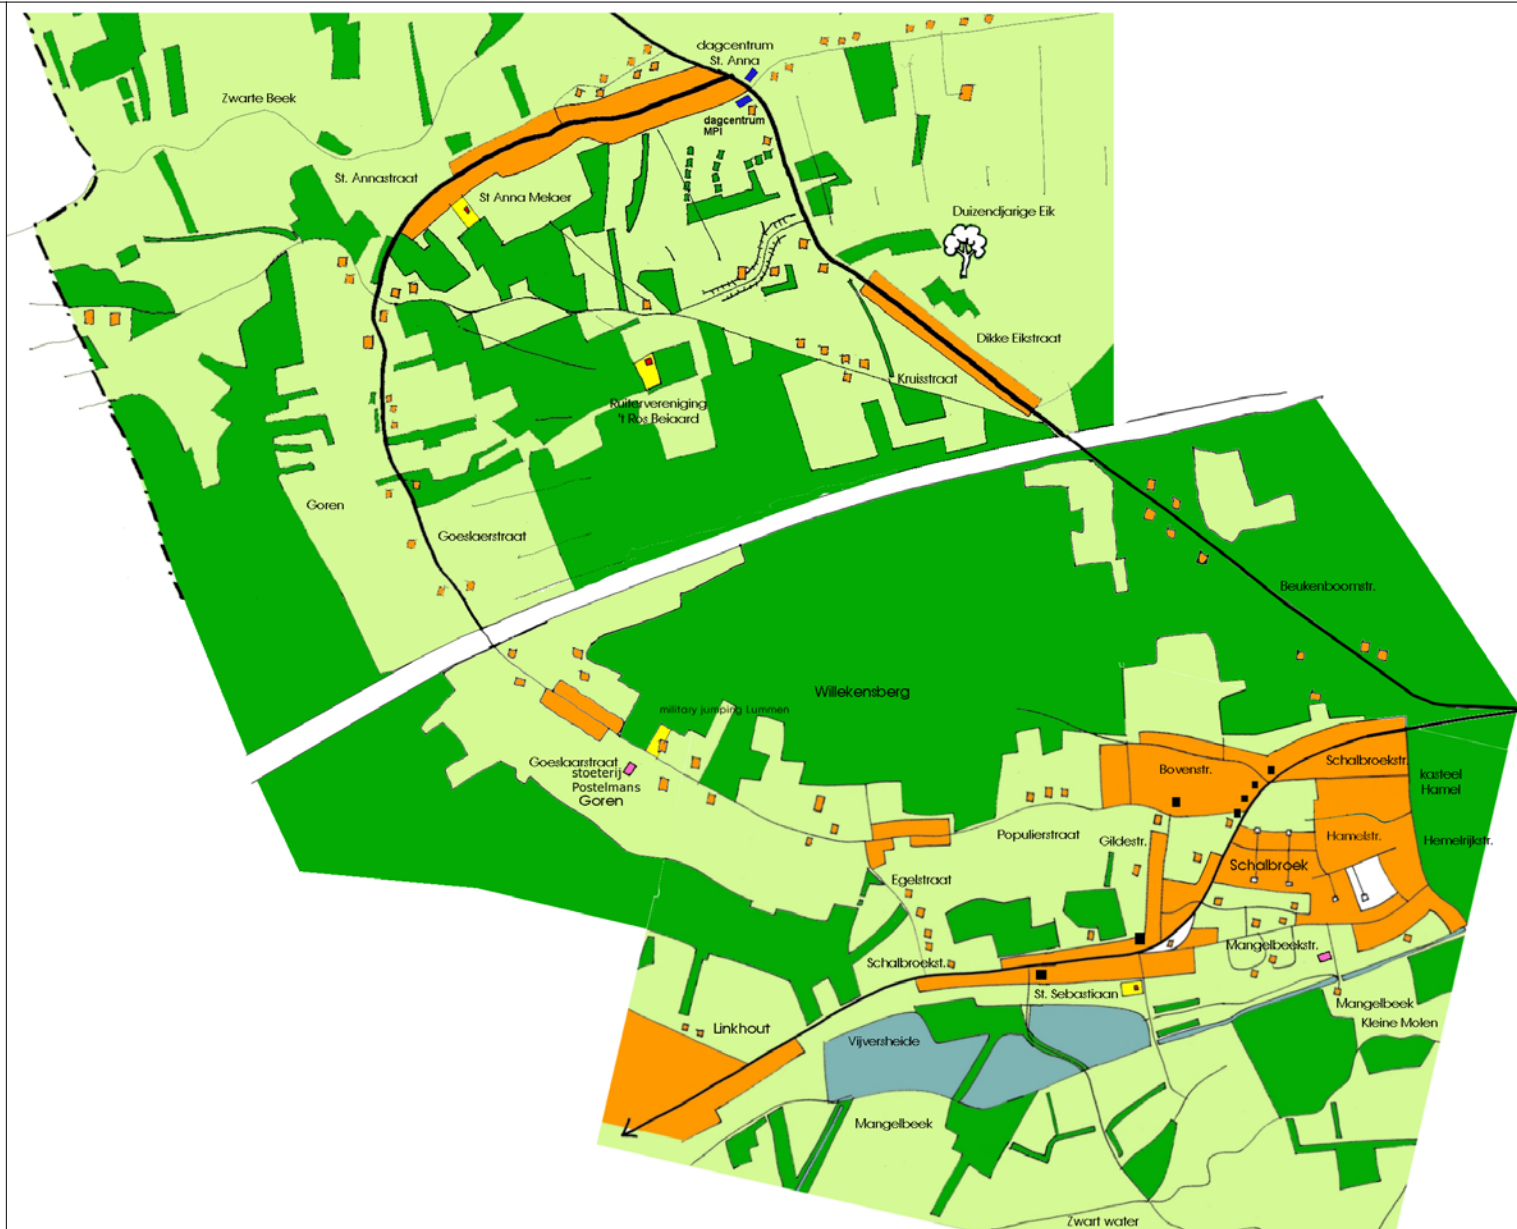 dagcentrum
St. Anna
Zwarte Beek
dagcentrum
MPI
St. Annastraat
St Anna Melaer
Duizendjarige Eik
Dikke Eikstraat
Kruisstraat
Ruitervereniging
't Ros Beiaard
Goren
Goeslaerstraat
Beukenboomstr.
Willekensberg
military jumping Lummen
Goeslaarstraat
stoeterij
Postelmans
Goren
Bovenstr.
Schalbroekstr.
kasteel
Hamel
Populierstraat
Gildestr.
Hamelstr.
Hemelrijkstr.
Schalbroek
Egelstraat
Mangelbeekstr.
Schalbroekst.
St. Sebastiaan
Mangelbeek
Kleine Molen
Linkhout
Vijversheide
Mangelbeek
Zwart water